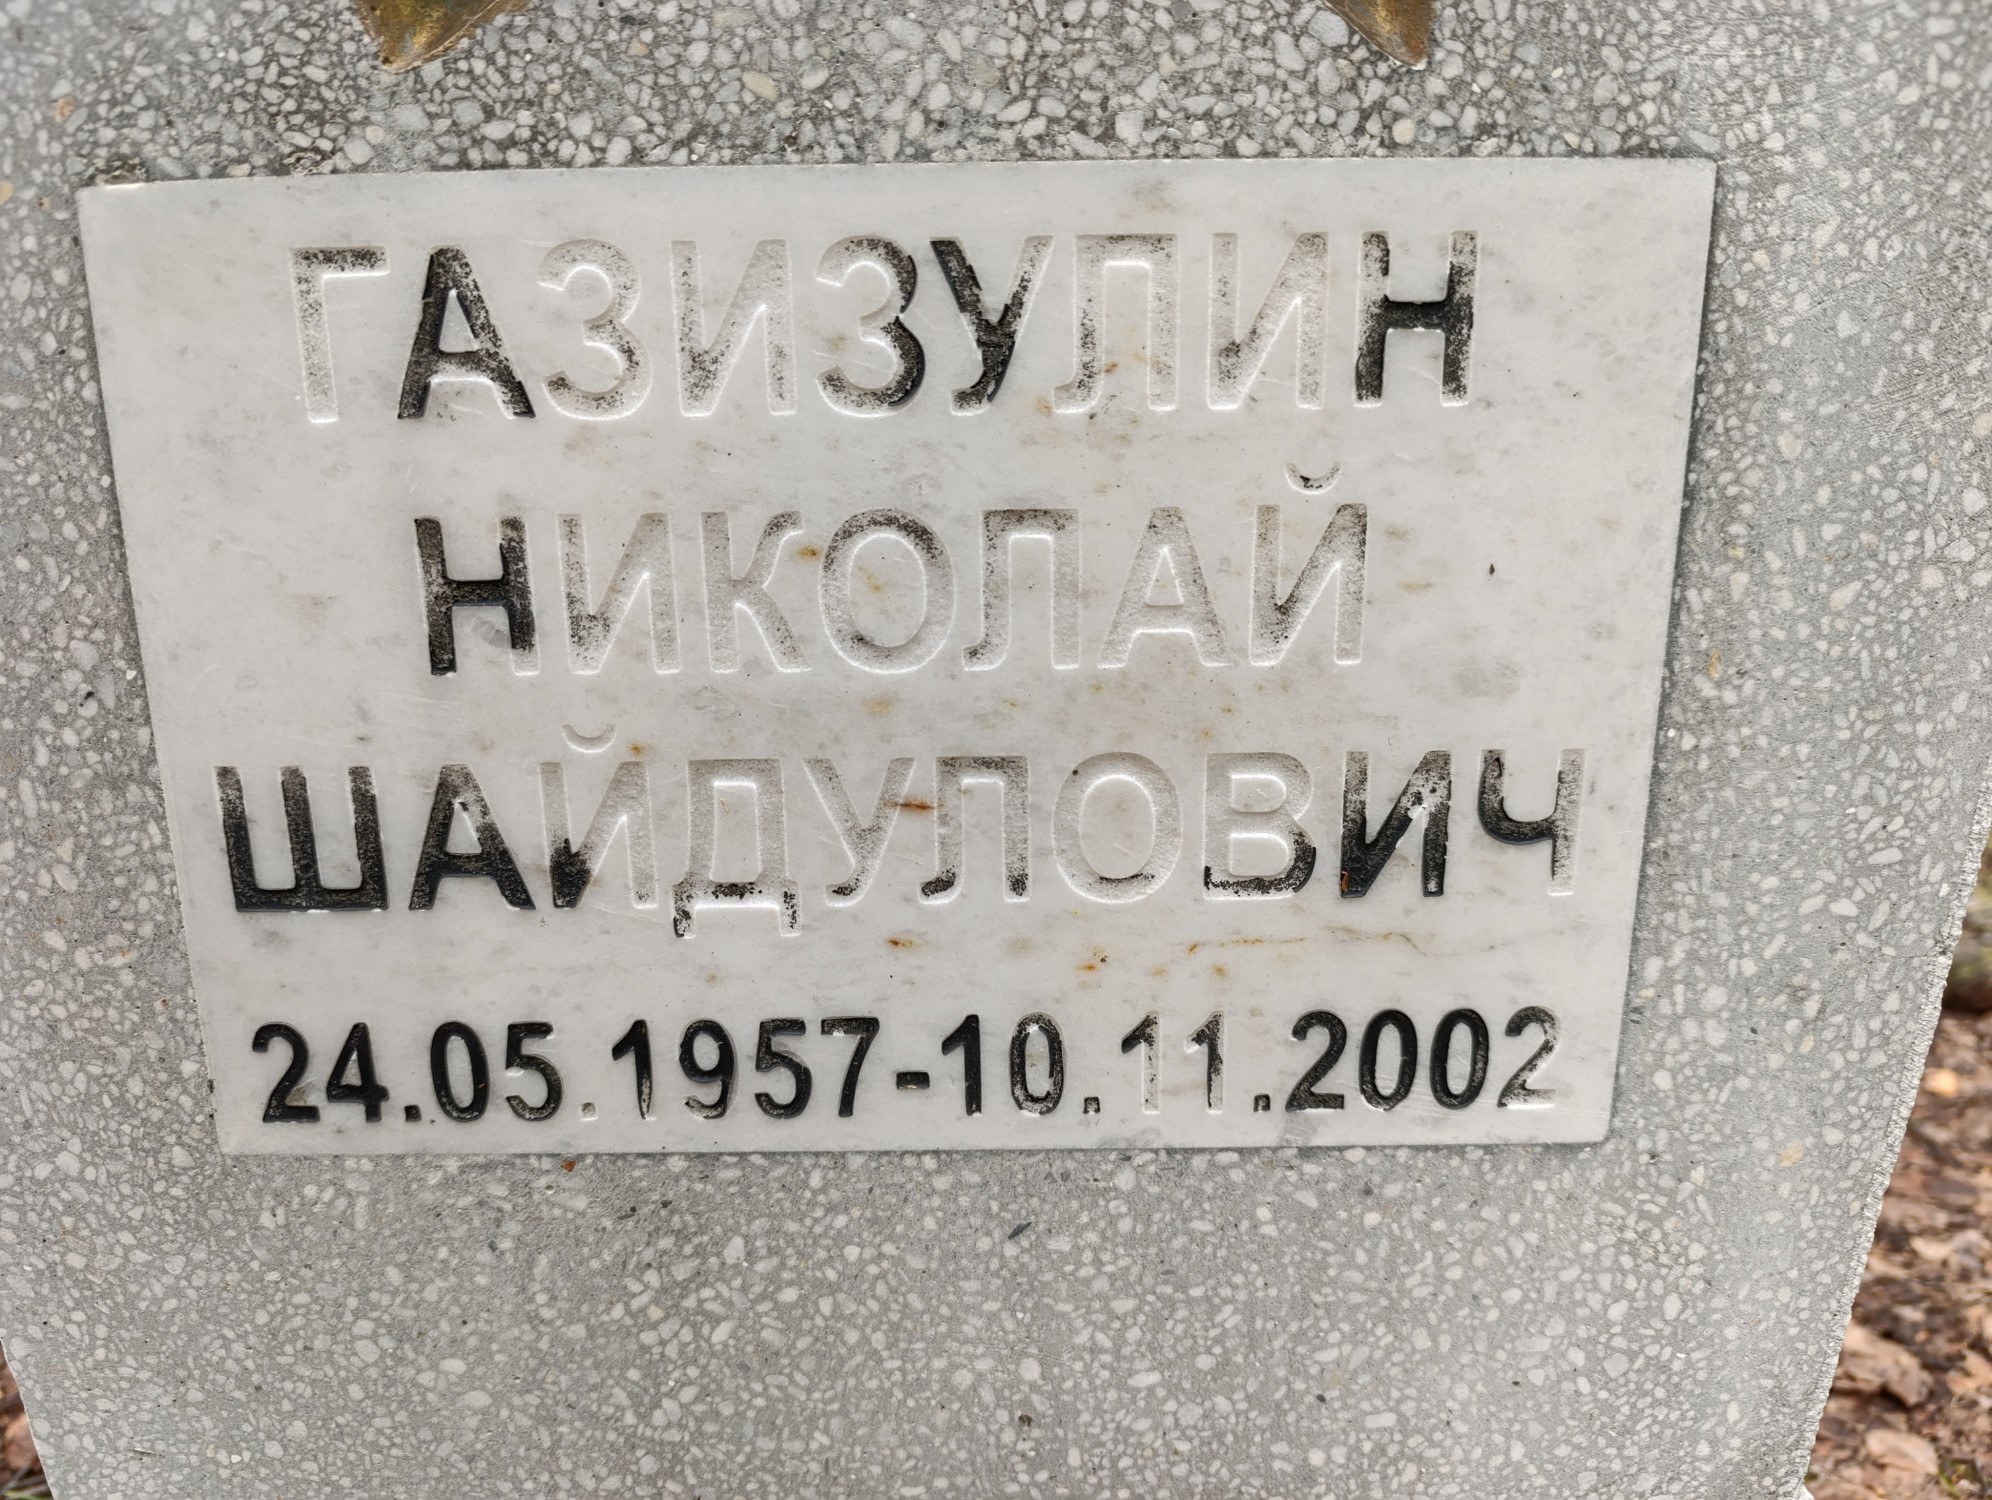 ГАЗИЗУЛИН
НИКОЛАЙ
ШАЙДУЛОВИЧ
24.05.1957-10.11.2002